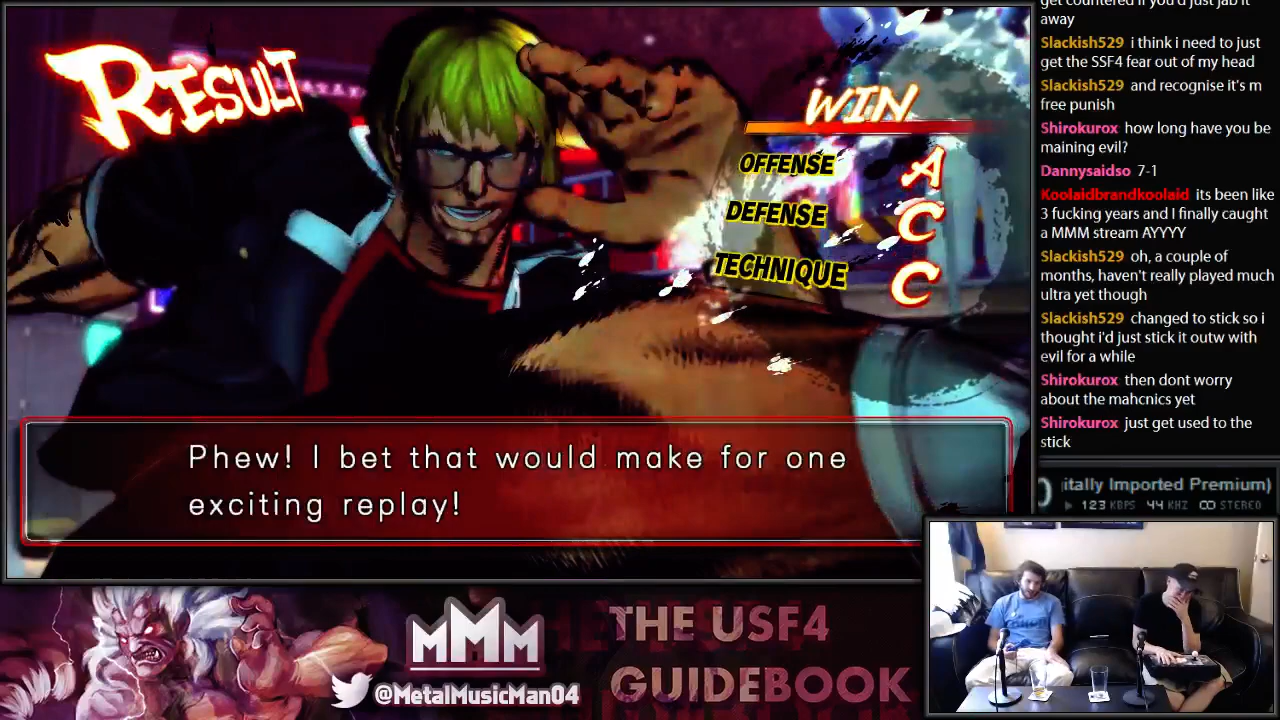 RESULT
WIN
OFFENSE A
DEFENSE C
TECHNIQUE C
Phew! I bet that would make for one
exciting replay!
get countered if you'd just jab it
away
Slackish529 i think i need to just
get the SSF4 fear out of my head
Slackish529 and recognise it's m
free punish
Shirokurox how long have you be
maining evil?
Dannysaidso 7-1
Koolaidbrandkoolaid its been like
3 fucking years and I finally caught
a MMM stream AYYYY
Slackish529 oh, a couple of
months, haven't really played much
ultra yet though
Slackish529 changed to stick so i
thought i'd just stick it outw with
evil for a while
Shirokurox then dont worry
about the mahcnics yet
Shirokurox just get used to the
stick
itally Imported Premium)
123 KBPS 44 KHZ STEREO
MMM
@MetalMusicMan04
THE USF4
GUIDEBOOK